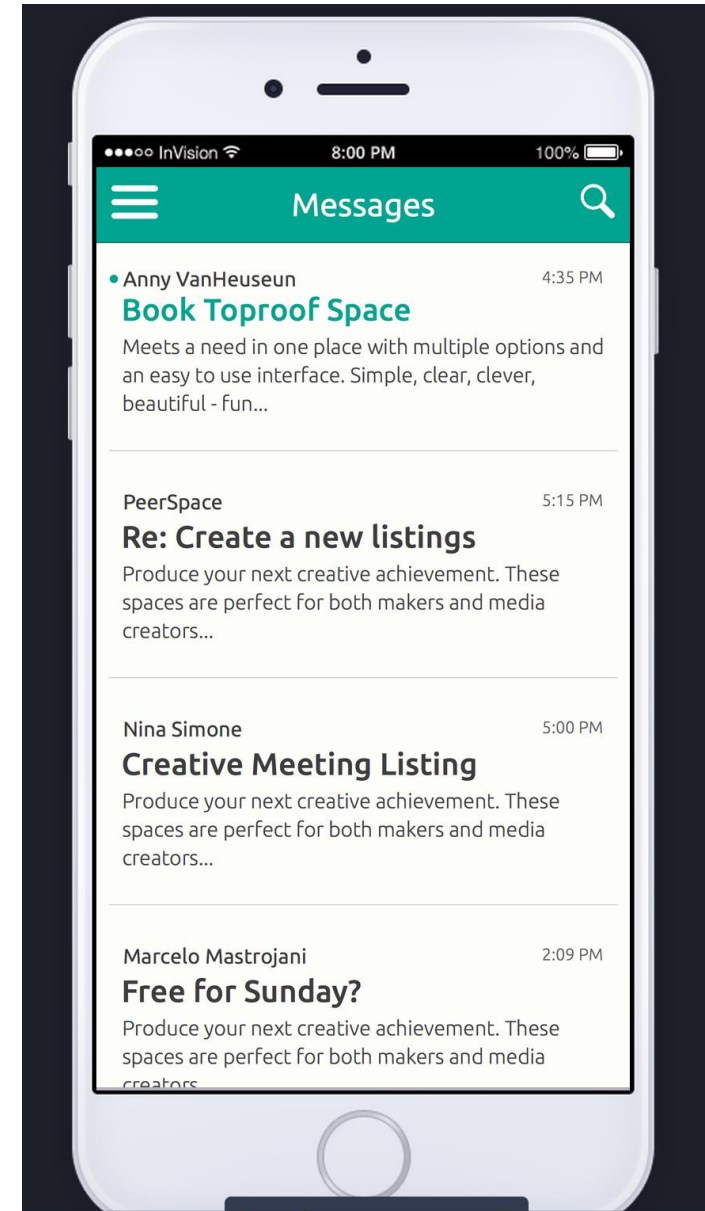 InVision 8:00 PM 100%
Messages
Anny VanHeuseun 4:35 PM
Book Toproof Space
Meets a need in one place with multiple options and
an easy to use interface. Simple, clear, clever,
beautiful - fun...
PeerSpace 5:15 PM
Re: Create a new listings
Produce your next creative achievement. These
spaces are perfect for both makers and media
creators...
Nina Simone 5:00 PM
Creative Meeting Listing
Produce your next creative achievement. These
spaces are perfect for both makers and media
creators...
Marcelo Mastrojani 2:09 PM
Free for Sunday?
Produce your next creative achievement. These
spaces are perfect for both makers and media
creators